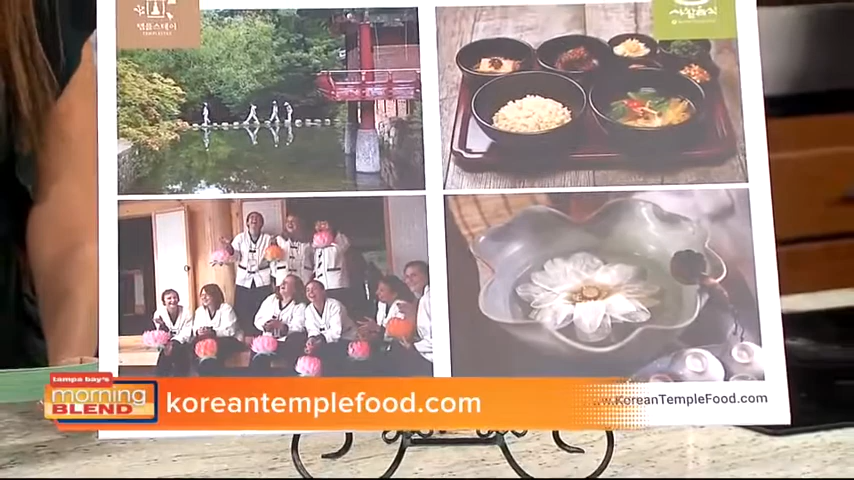 템플스테이
TEMPLESTAY
사찰음식
tampa bay's
morning
BLEND
koreantemplefood.com
www.KoreanTempleFood.com